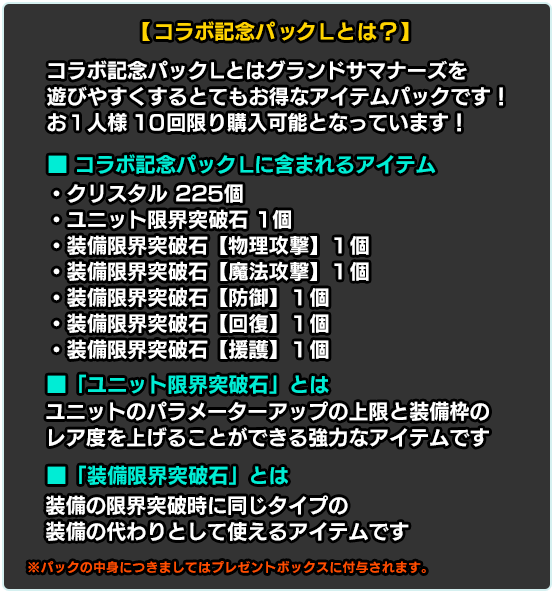 【コラボ記念パックLとは？】
コラボ記念パックLとはグランドサマナーズを
遊びやすくするとてもお得なアイテムパックです！
お１人様 10回限り購入可能となっています！
■ コラボ記念パックLに含まれるアイテム
・クリスタル 225個
・ユニット限界突破石 1個
・装備限界突破石【物理攻撃】１個
・装備限界突破石【魔法攻撃】１個
・装備限界突破石【防御】１個
・装備限界突破石【回復】１個
・装備限界突破石【援護】１個
■「ユニット限界突破石」とは
ユニットのパラメーターアップの上限と装備枠の
レア度を上げることができる強力なアイテムです
■「装備限界突破石」とは
装備の限界突破時に同じタイプの
装備の代わりとして使えるアイテムです
※パックの中身につきましてはプレゼントボックスに付与されます。